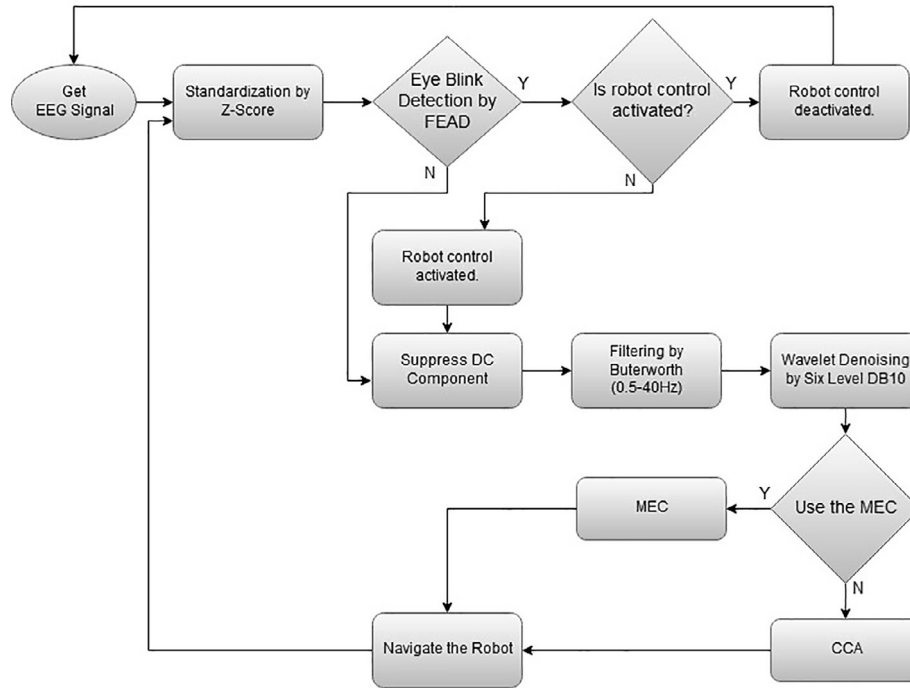 Get
EEG Signal
Standardization by
Z-Score
Eye Blink
Detection by
FEAD
Y
N
Is robot control
activated?
Y
N
Robot control
deactivated.
Robot control
activated.
Suppress DC
Component
Filtering by
Buterworth
(0.5-40Hz)
Wavelet Denoising
by Six Level DB10
Use the MEC
Y
N
MEC
CCA
Navigate the Robot